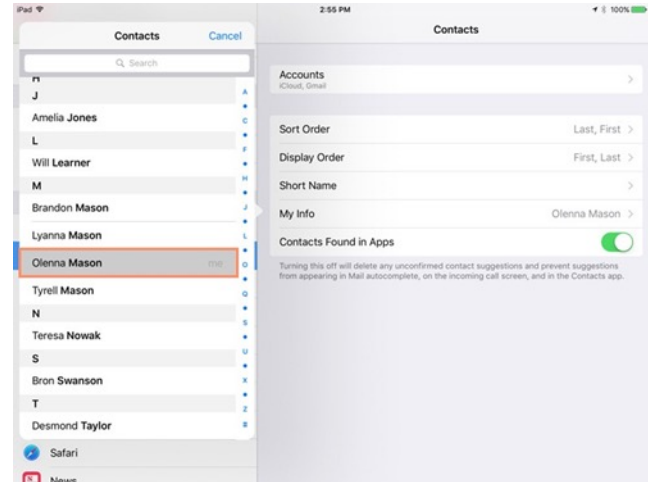 iPad
2:55 PM
100%
Contacts
Cancel
Search
H
J
Amelia Jones
L
Will Learner
M
Brandon Mason
Lyanna Mason
Olenna Mason me
Tyrell Mason
N
Teresa Nowak
S
Bron Swanson
T
Desmond Taylor
A
C
F
H
J
L
O
Q
S
U
X
Z
#
Safari
News
Contacts
Accounts
iCloud, Gmail
Sort Order Last, First >
Display Order First, Last >
Short Name >
My Info Olenna Mason >
Contacts Found in Apps
Turning this off will delete any unconfirmed contact suggestions and prevent suggestions
from appearing in Mail autocomplete, on the incoming call screen, and in the Contacts app.